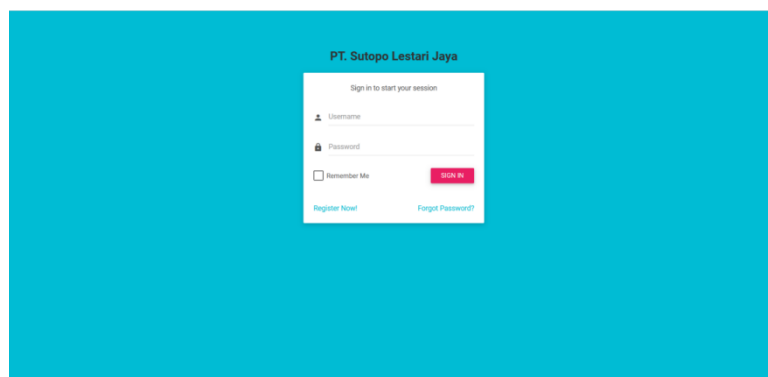 PT. Sutopo Lestari Jaya
Sign in to start your session
Username
Password
Remember Me
SIGN IN
Register Now!
Forgot Password?